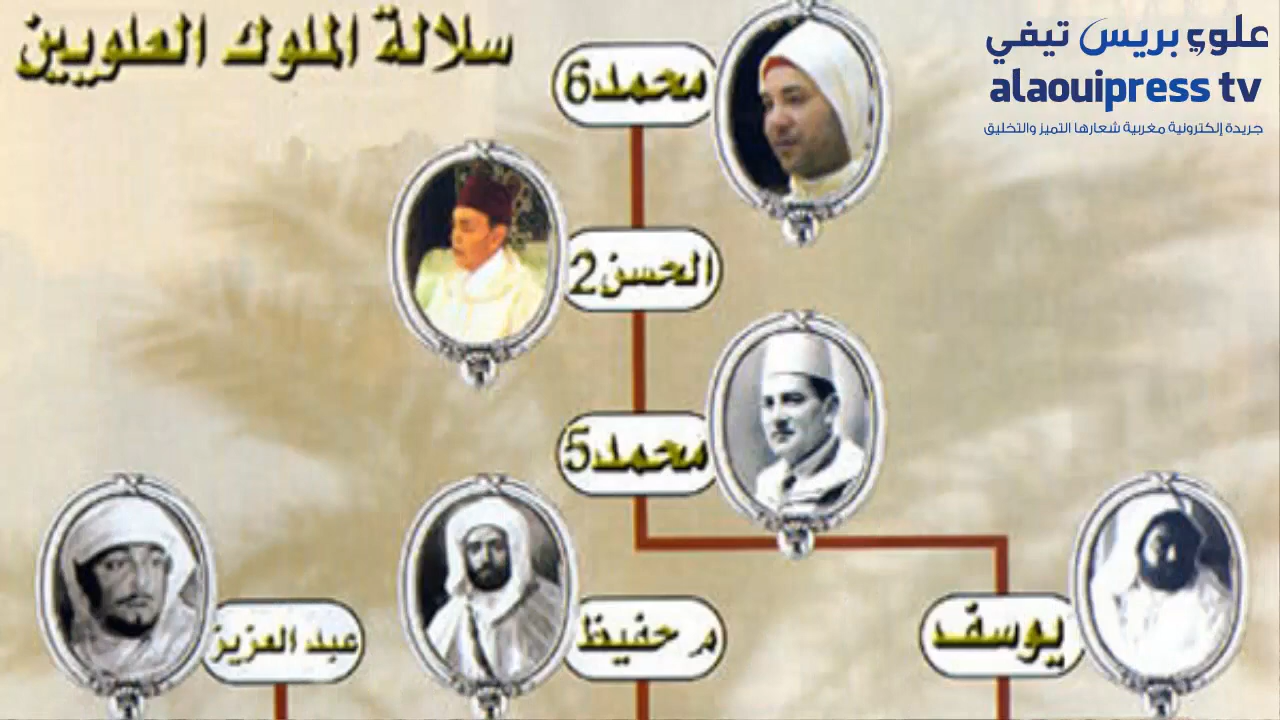 سلالة الملوك العلويين
علوي بريس تيفي
alaouipress tv
جريدة إلكترونية مغربية شعارها التميز والتخليق
محمد6
الحسن2
محمد5
يوسف
م حفيظ
عبد العزيز